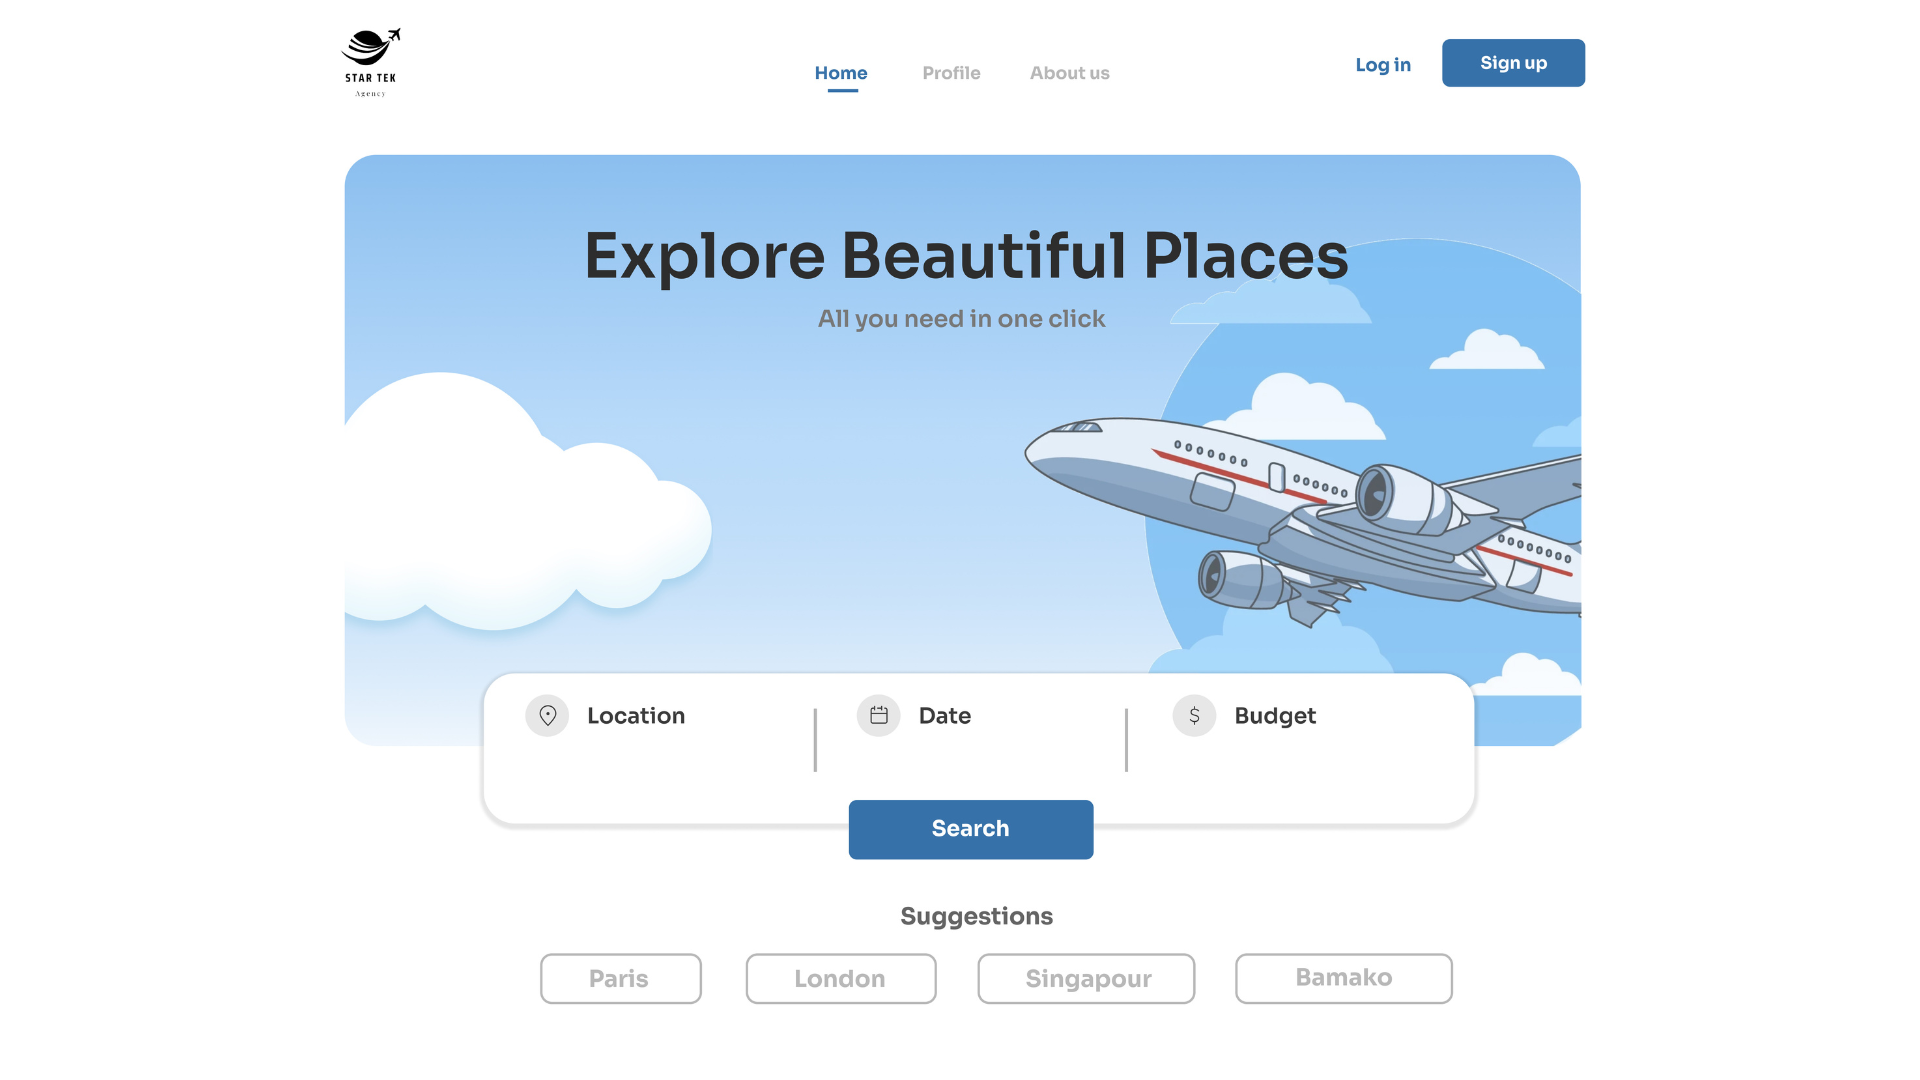 STAR TEK
Agency
Home Profile About us
Log in Sign up
Explore Beautiful Places
All you need in one click
Location Date $ Budget
Search
Suggestions
Paris London Singapour Bamako